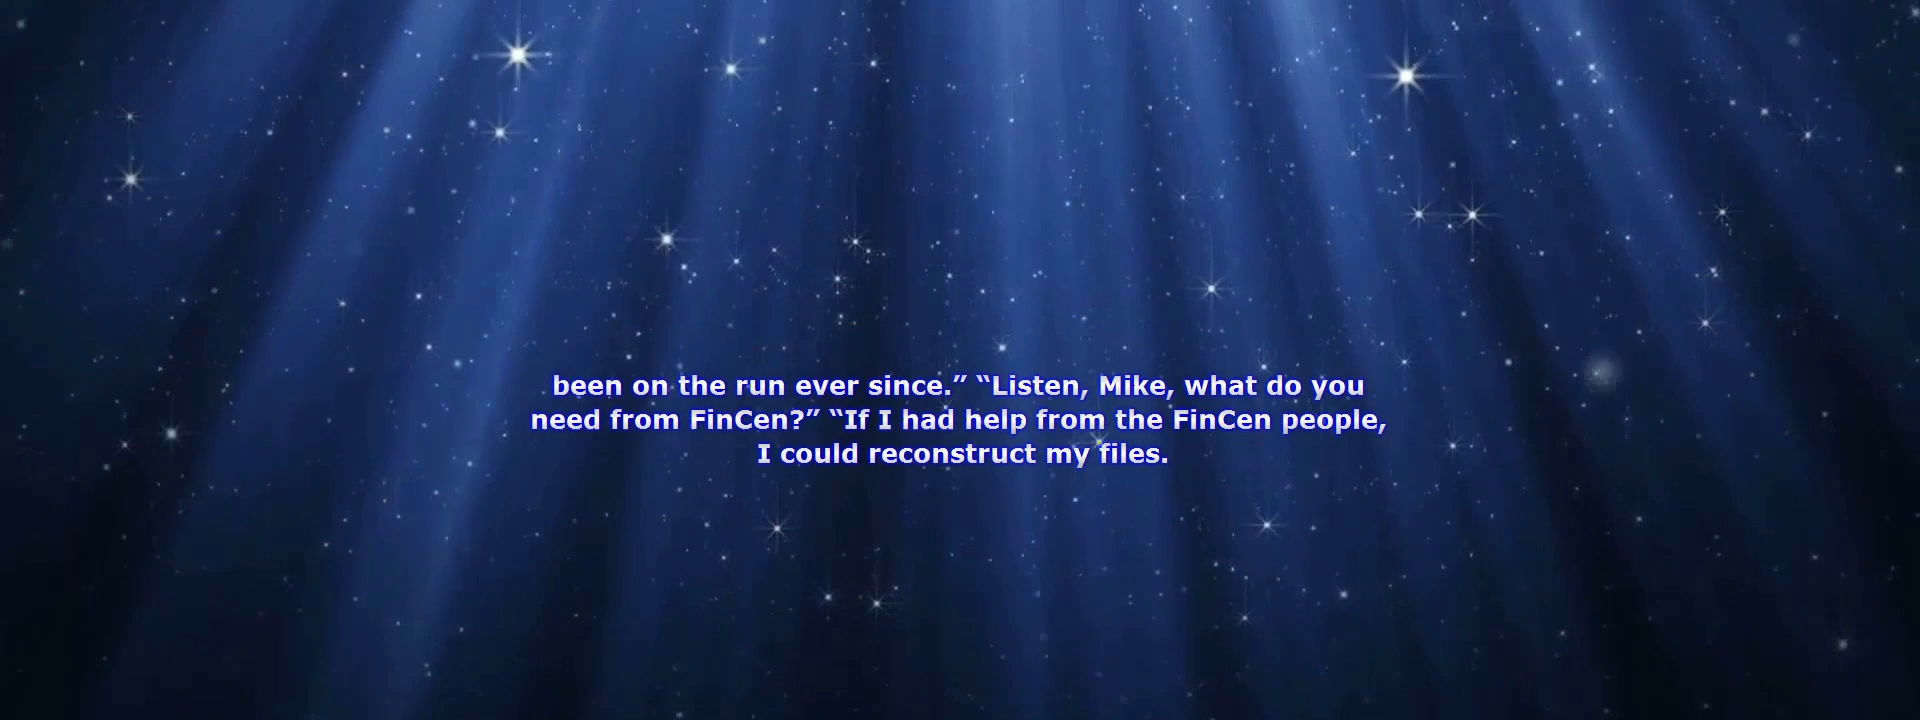 been on the run ever since.” “Listen, Mike, what do you
need from FinCen?” “If I had help from the FinCen people,
I could reconstruct my files.